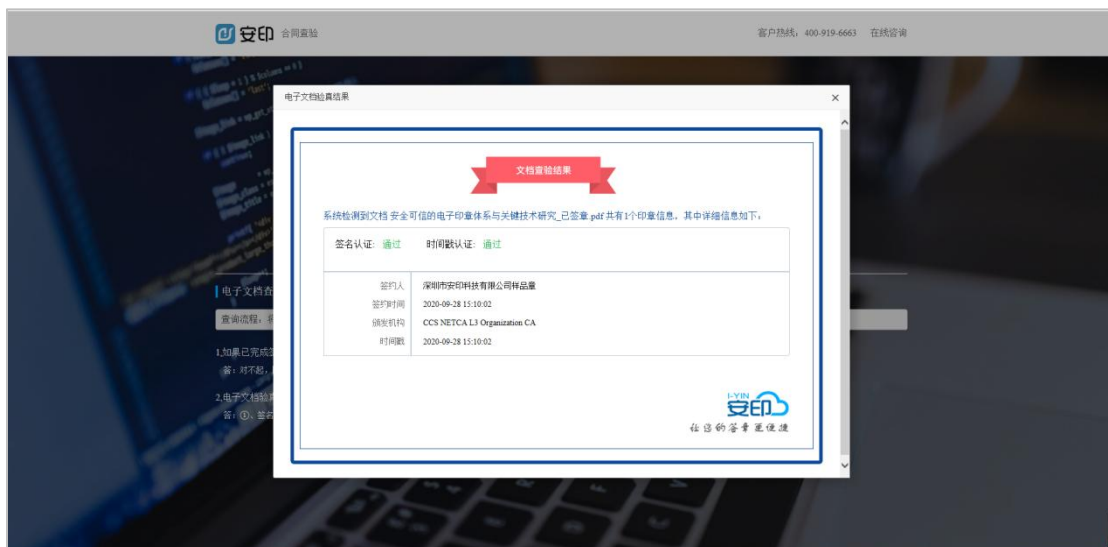 安印 合同查验
客户热线：400-919-6663 在线咨询
电子文档验真结果
×
文档查验结果
系统检测到文档 安全可信的电子印章体系与关键技术研究_已签章.pdf 共有1个印章信息，其中详细信息如下：
签名认证: 通过 时间戳认证: 通过
签约人 深圳市安印科技有限公司样品童
签约时间 2020-09-28 15:10:02
颁发机构 CCS NETCA L3 Organization CA
时间戳 2020-09-28 15:10:02
I-YIN
安印
让您的签章更便捷
电子文档查
查询流程：
1.如果已完成签
答：对不起，
2.电子文档验真
答：①、签名